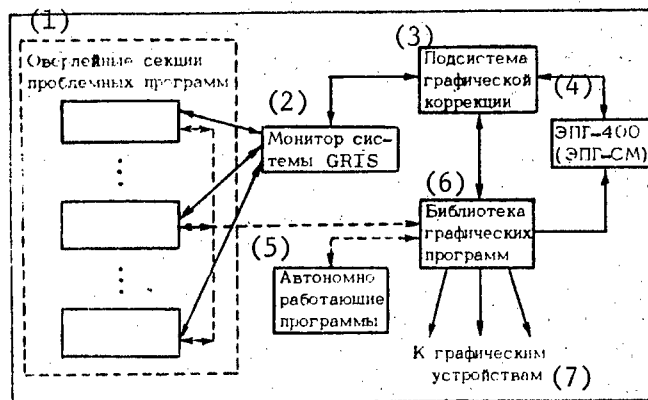 (1)
Оверлейные секции
проблемных программ
(2)
Монитор сис-
темы GRIS
(3)
Подсистема
графической
коррекции
(4)
ЭПГ-400
(ЭПГ-СМ)
(5)
Автономно
работающие
программы
(6)
Библиотека
графических
программ
К графическим
устройствам (7)